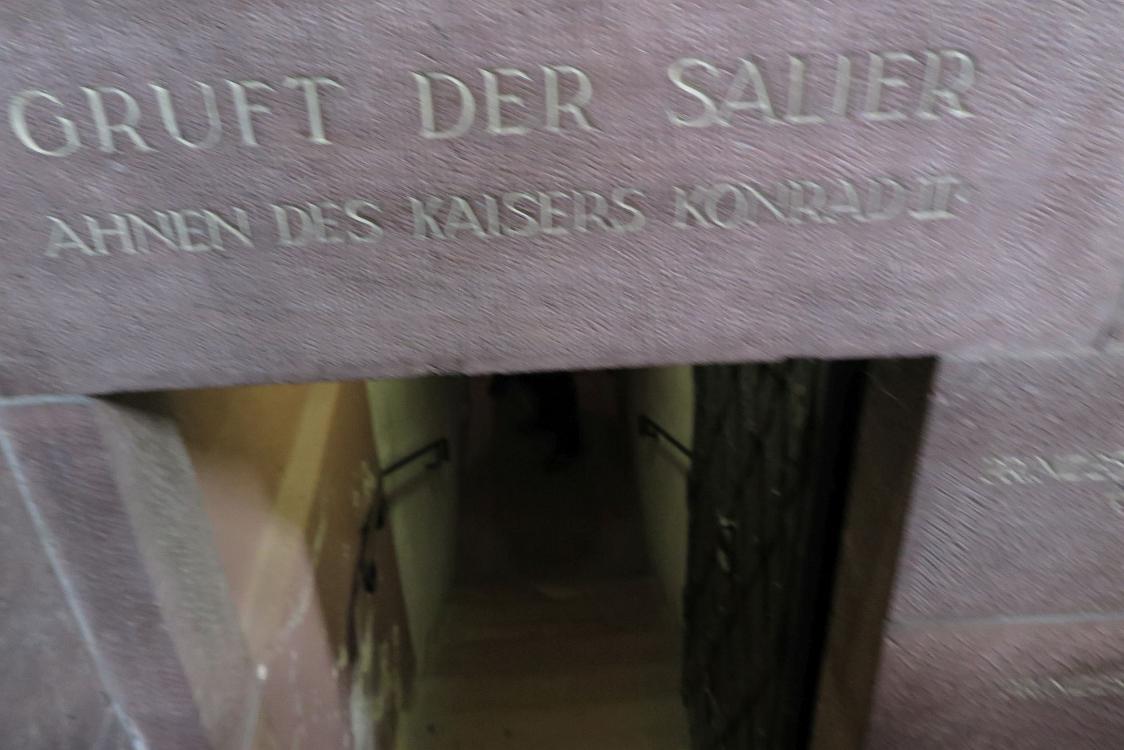 GRUFT DER SALIER
AHNEN DES KAISERS KONRAD II.